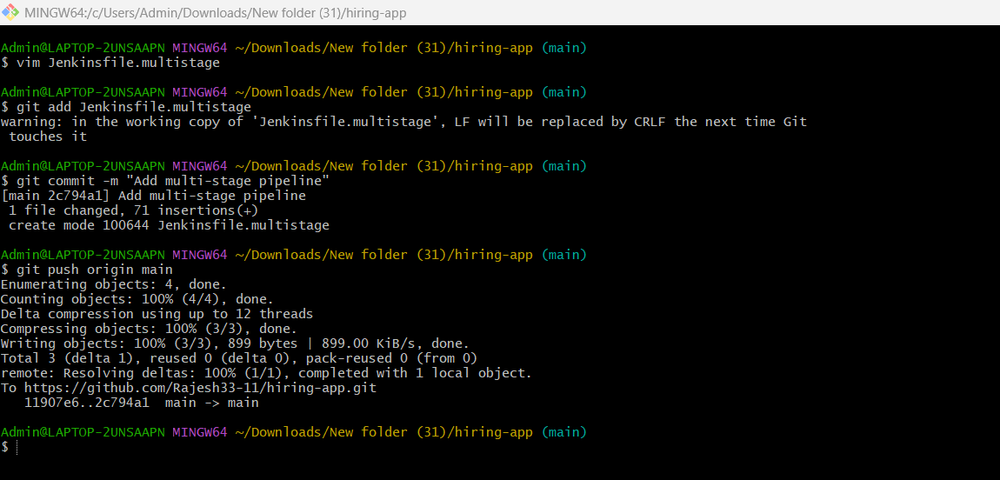 MINGW64:/c/Users/Admin/Downloads/New folder (31)/hiring-app
Admin@LAPTOP-2UNSAAPN MINGW64 ~/Downloads/New folder (31)/hiring-app (main)
$ vim Jenkinsfile.multistage
Admin@LAPTOP-2UNSAAPN MINGW64 ~/Downloads/New folder (31)/hiring-app (main)
$ git add Jenkinsfile.multistage
warning: in the working copy of 'Jenkinsfile.multistage', LF will be replaced by CRLF the next time Git
 touches it
Admin@LAPTOP-2UNSAAPN MINGW64 ~/Downloads/New folder (31)/hiring-app (main)
$ git commit -m "Add multi-stage pipeline"
[main 2c794a1] Add multi-stage pipeline
 1 file changed, 71 insertions(+)
 create mode 100644 Jenkinsfile.multistage
Admin@LAPTOP-2UNSAAPN MINGW64 ~/Downloads/New folder (31)/hiring-app (main)
$ git push origin main
Enumerating objects: 4, done.
Counting objects: 100% (4/4), done.
Delta compression using up to 12 threads
Compressing objects: 100% (3/3), done.
Writing objects: 100% (3/3), 899 bytes | 899.00 KiB/s, done.
Total 3 (delta 1), reused 0 (delta 0), pack-reused 0 (from 0)
remote: Resolving deltas: 100% (1/1), completed with 1 local object.
To https://github.com/Rajesh33-11/hiring-app.git
   11907e6..2c794a1  main -> main
Admin@LAPTOP-2UNSAAPN MINGW64 ~/Downloads/New folder (31)/hiring-app (main)
$